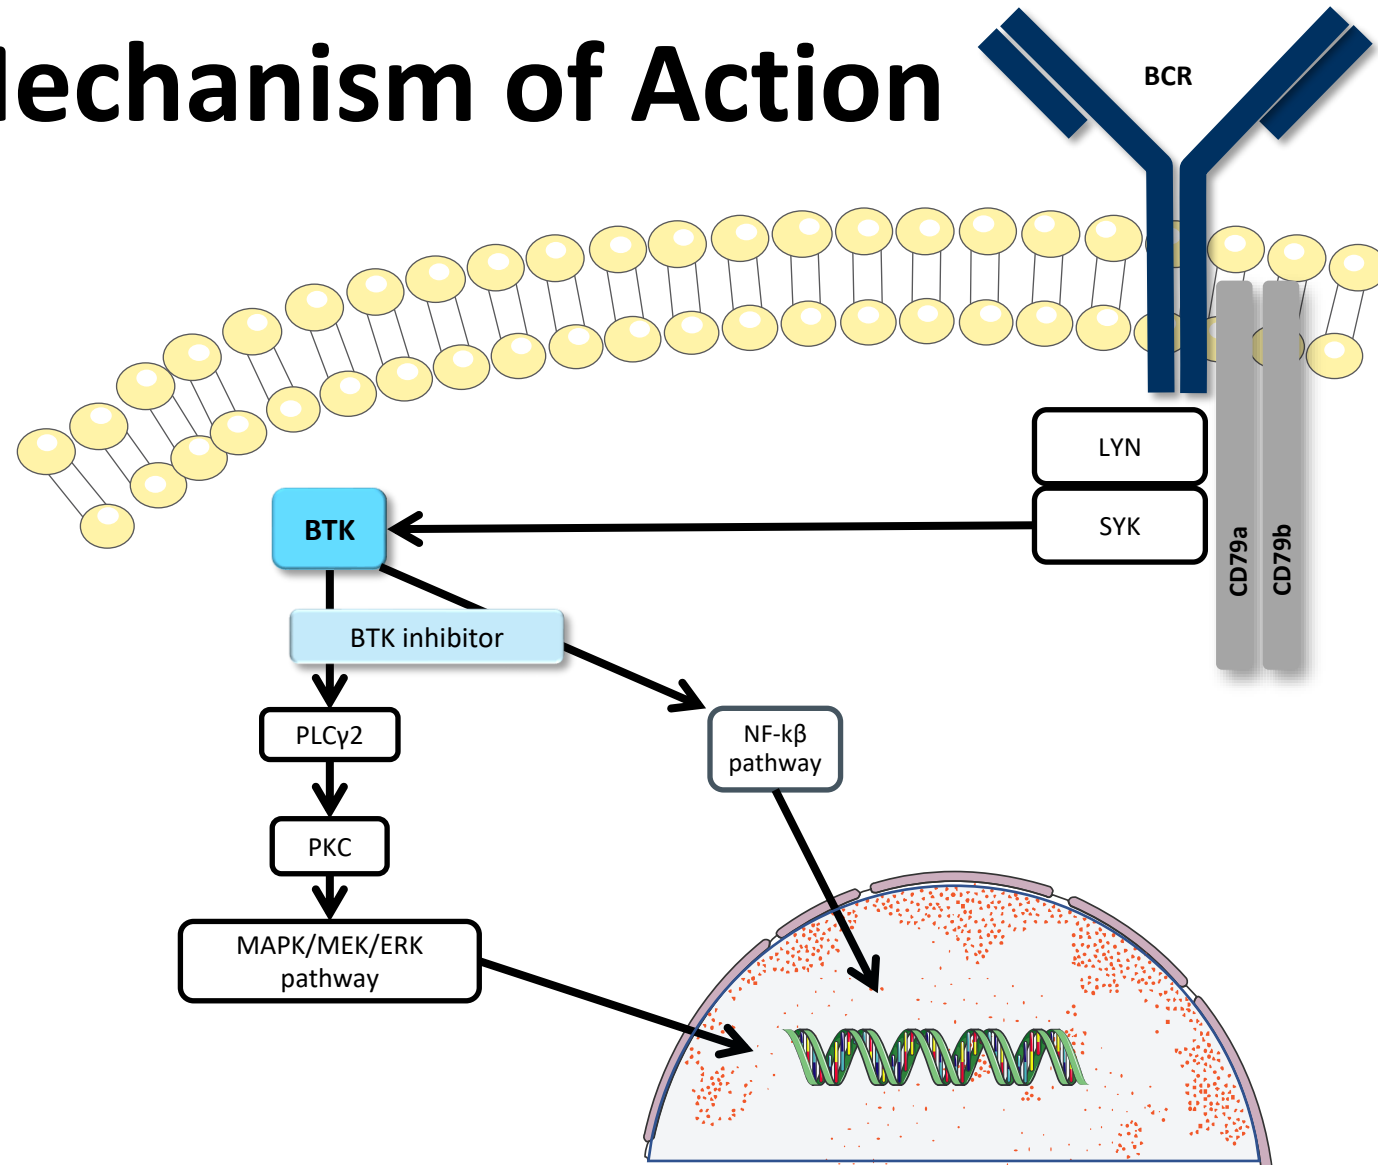 Mechanism of Action
BCR
LYN
SYK
CD79a
CD79b
BTK
BTK inhibitor
PLCγ2
NF-kβ
pathway
PKC
MAPK/MEK/ERK
pathway